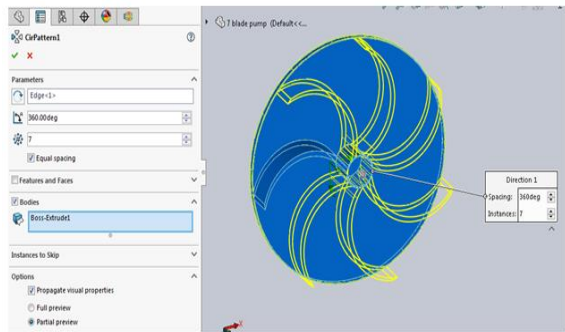 CirPattern1
Parameters
Edge<1>
360.00deg
7
Equal spacing
Features and Faces
Bodies
Boss-Extrude1
Instances to Skip
Options
Propagate visual properties
Full preview
Partial preview
7 blade pump (Default<<...
Direction 1
Spacing: 360deg
Instances: 7
X